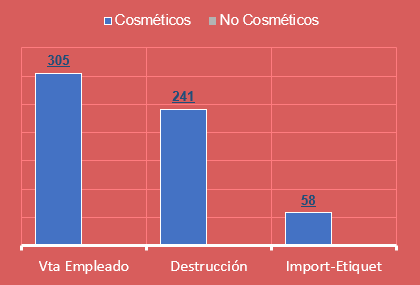 Cosméticos No Cosméticos
305
241
58
Vta Empleado Destrucción Import-Etiquet